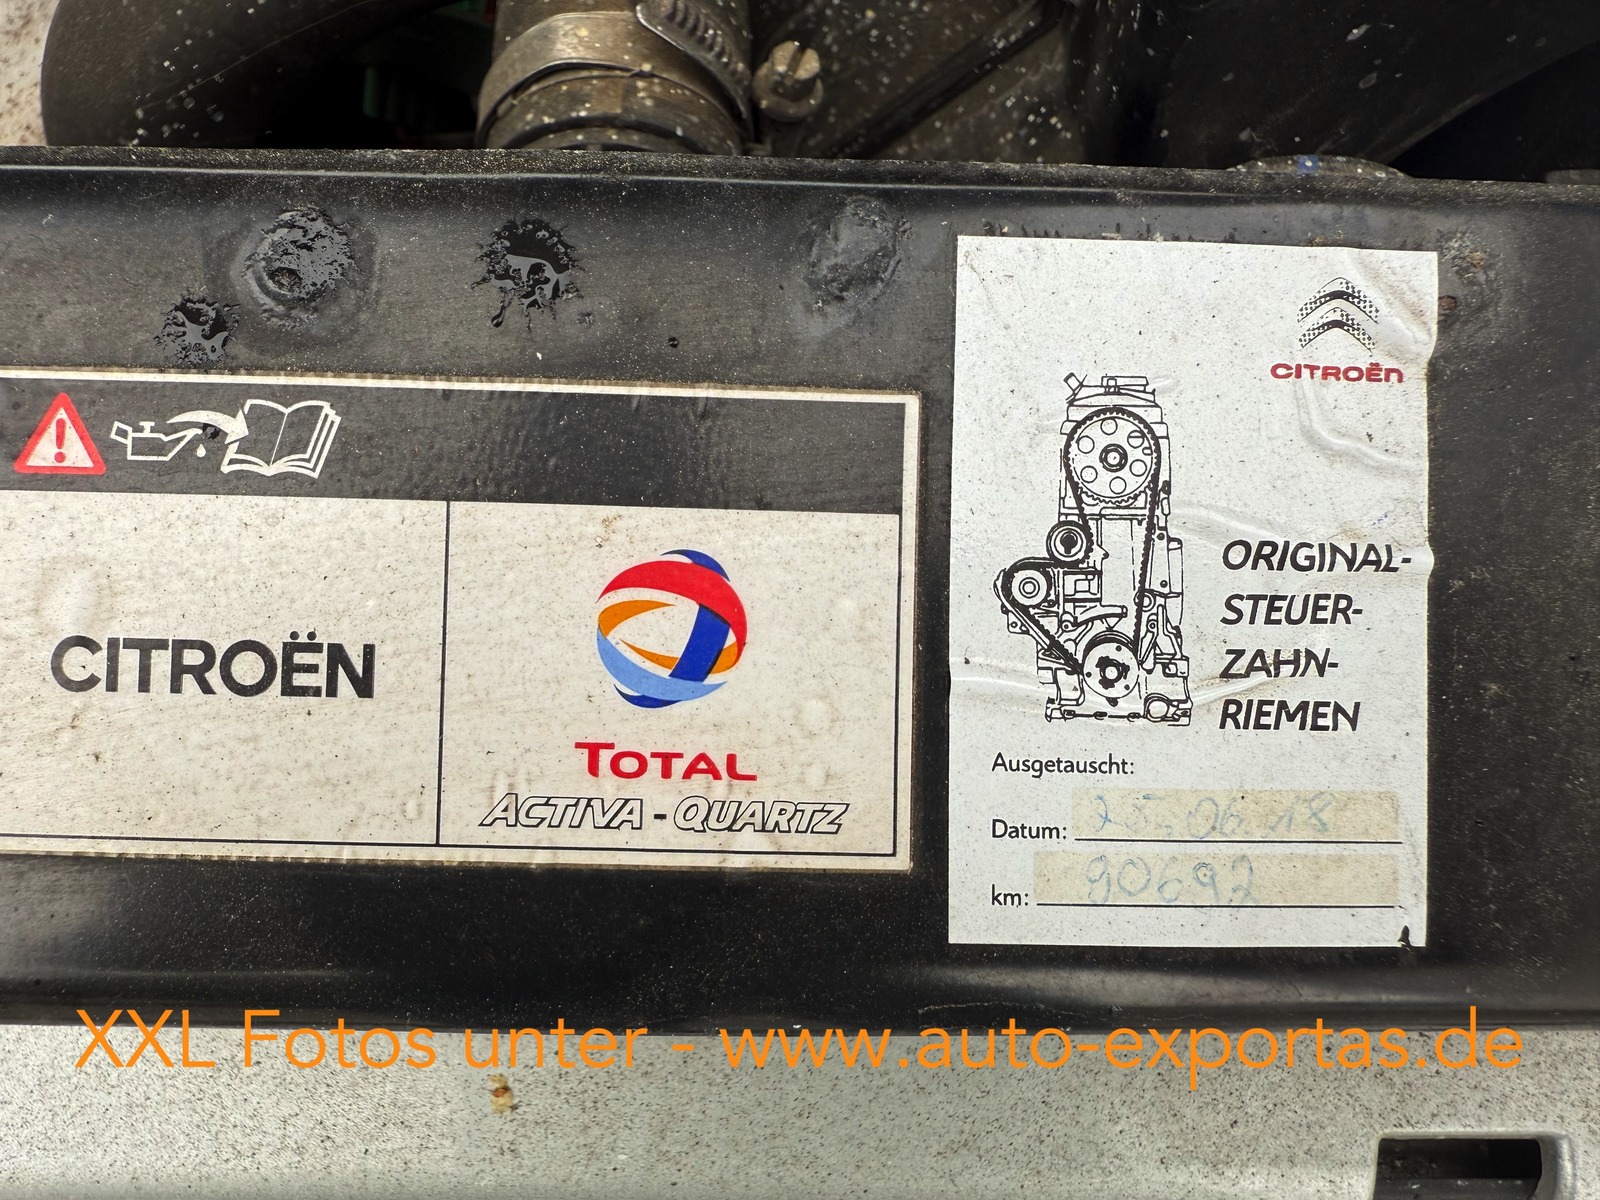 CITROËN
TOTAL
ACTIVA - QUARTZ
CITROËN
ORIGINAL-
STEUER-
ZAHN-
RIEMEN
Ausgetauscht:
Datum: 25.06.18
km: 90692
XXL Fotos unter - www.auto-exportas.de